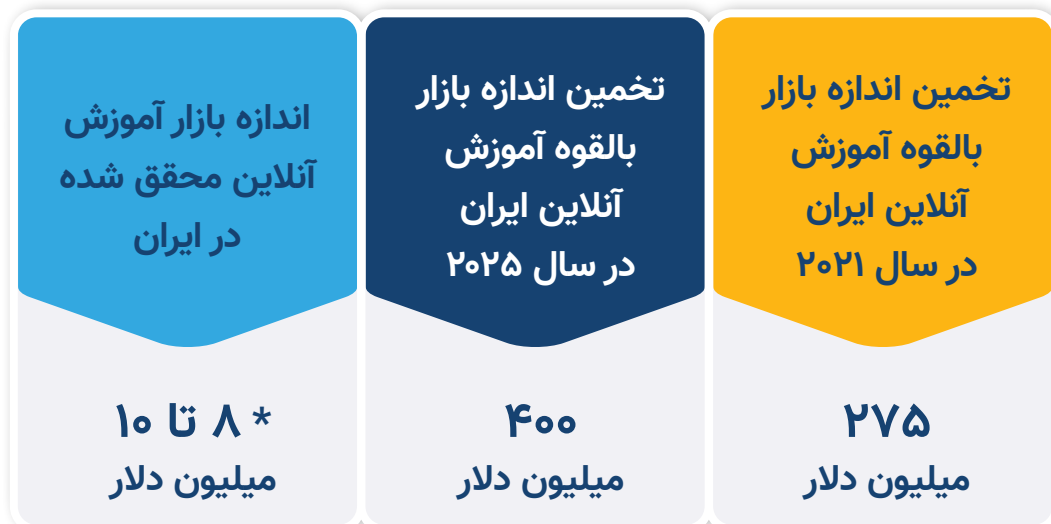 تخمین اندازه بازار
بالقوه آموزش
آنلاین ایران
در سال ۲۰۲۱
۲۷۵
میلیون دلار
تخمین اندازه بازار
بالقوه آموزش
آنلاین ایران
در سال ۲۰۲۵
۴۰۰
میلیون دلار
اندازه بازار آموزش
آنلاین محقق شده
در ایران
* ۸ تا ۱۰
میلیون دلار